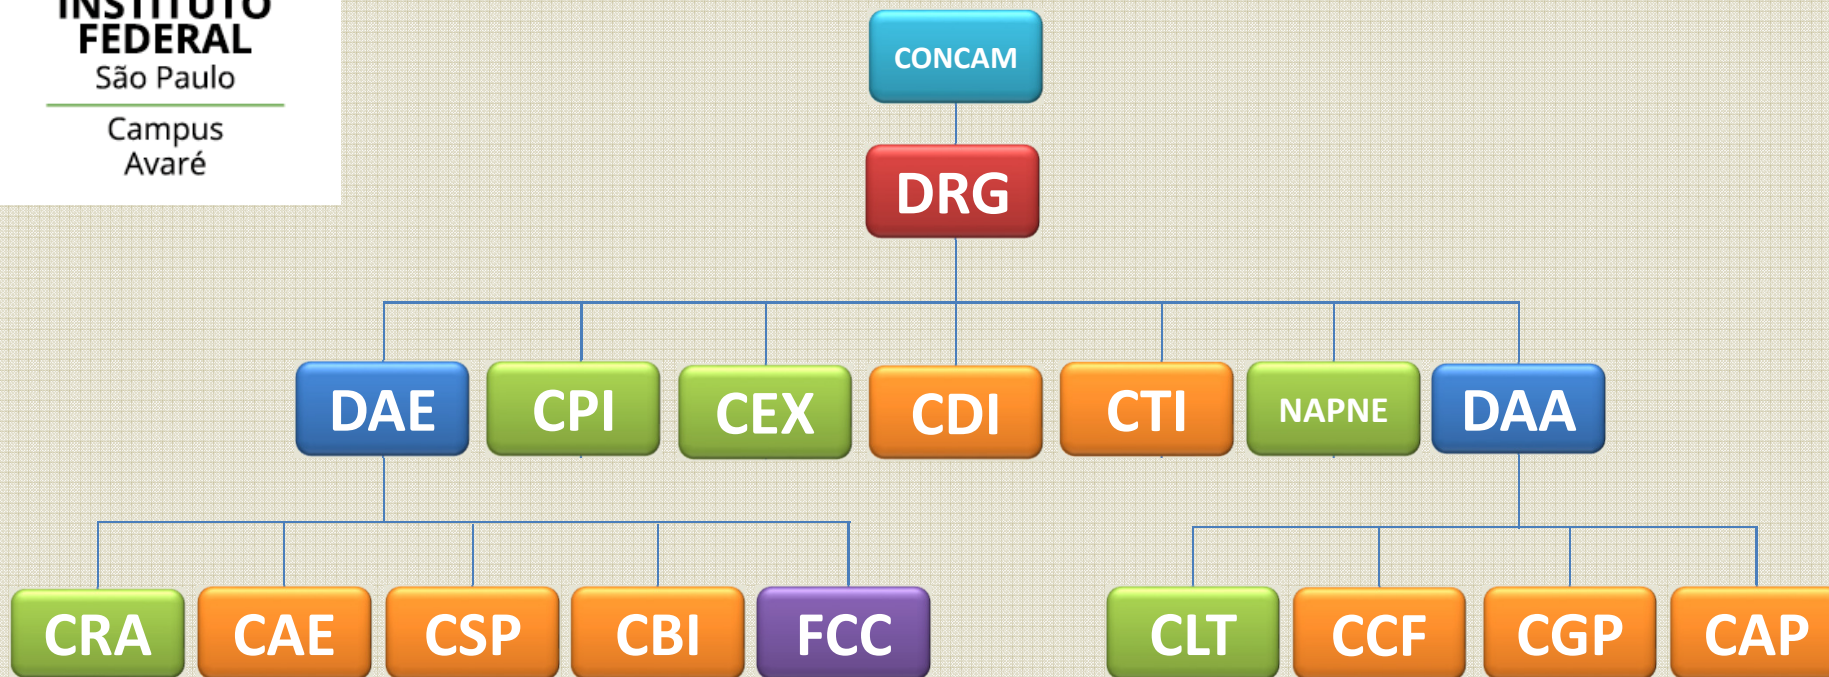 INSTITUTO
FEDERAL
São Paulo
Campus
Avaré
CONCAM
DRG
DAE
CPI
CEX
CDI
CTI
NAPNE
DAA
CRA
CAE
CSP
CBI
FCC
CLT
CCF
CGP
CAP